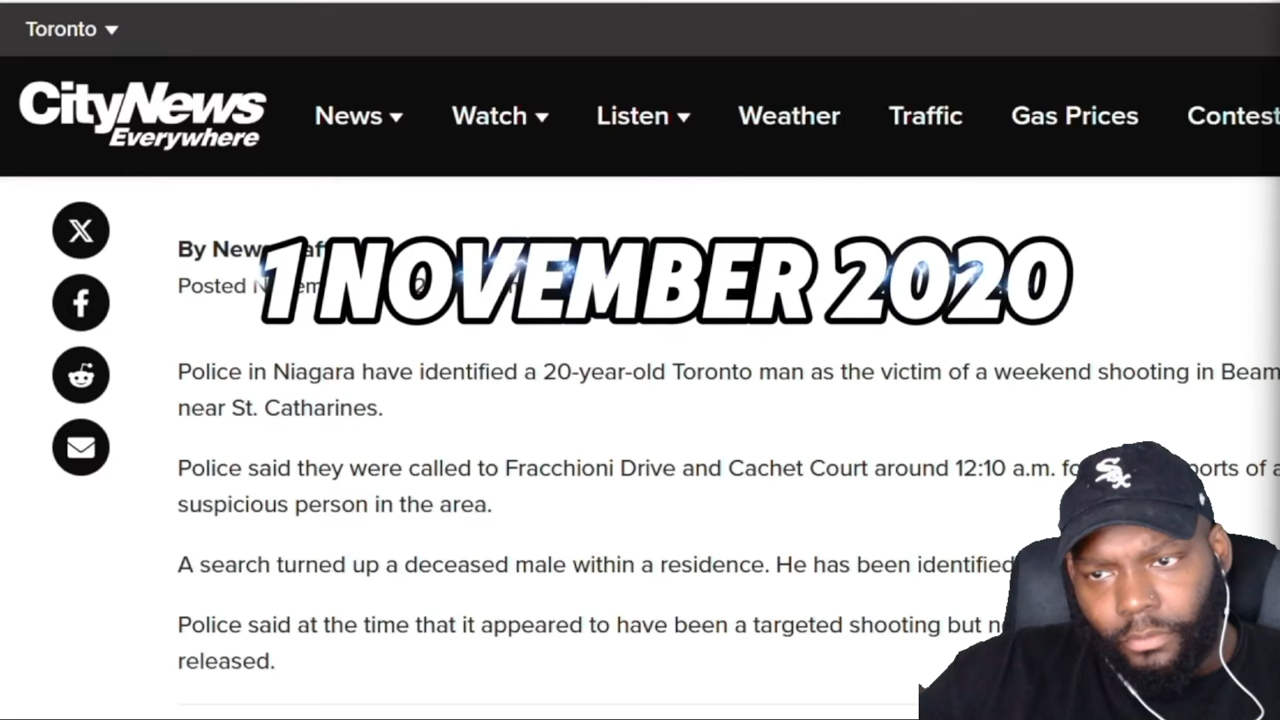 Toronto
CityNews
Everywhere
News
Watch
Listen
Weather
Traffic
Gas Prices
Contest
By New
1 NOVEMBER 2020
Posted
Police in Niagara have identified a 20-year-old Toronto man as the victim of a weekend shooting in Beam
near St. Catharines.
Police said they were called to Fracchioni Drive and Cachet Court around 12:10 a.m. of a
suspicious person in the area.
A search turned up a deceased male within a residence. He has been identified
Police said at the time that it appeared to have been a targeted shooting but
released.
Sox